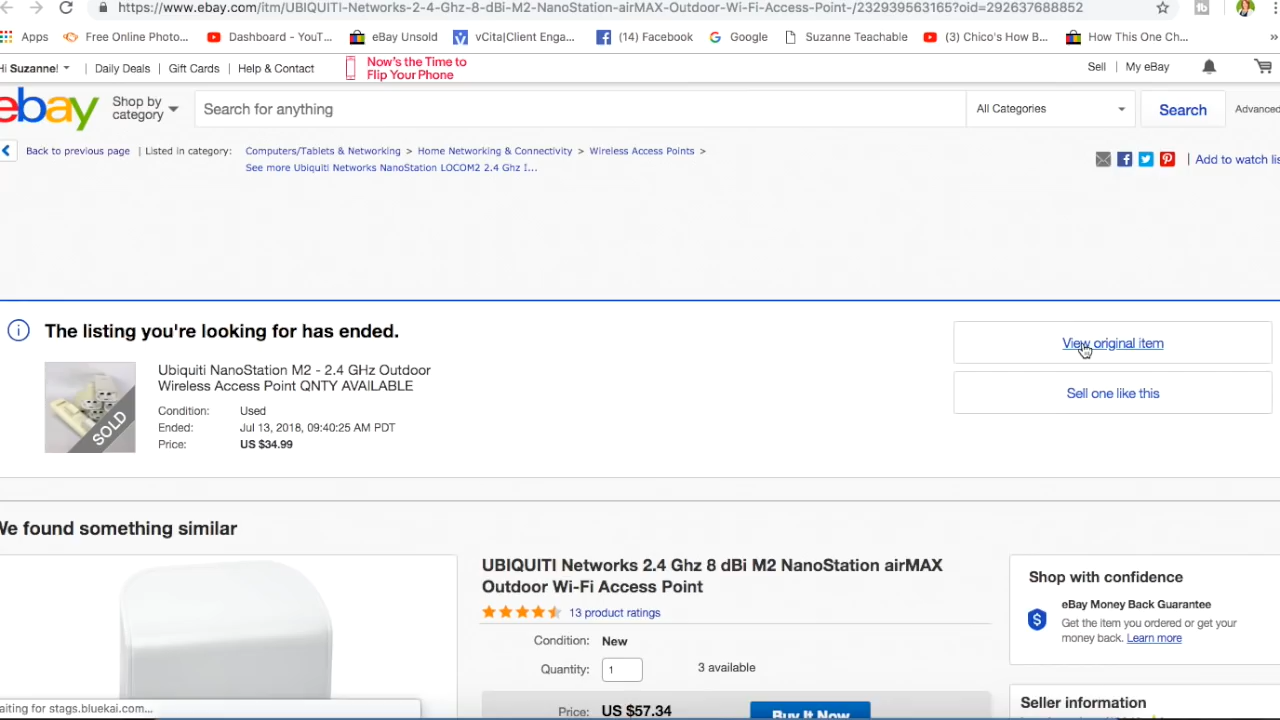 https://www.ebay.com/itm/UBIQUITI-Networks-2-4-Ghz-8-dBi-M2-NanoStation-airMAX-Outdoor-Wi-Fi-Access-Point-/232939563165?oid=292637688852
Apps Free Online Photo... Dashboard - YouT... eBay Unsold vCita|Client Enga... (14) Facebook Google Suzanne Teachable (3) Chico's How B... How This One Ch... »
Hi Suzanne! Daily Deals | Gift Cards | Help & Contact Now's the Time to Flip Your Phone Sell | My eBay
ebay Shop by category Search for anything All Categories Search Advanced
Back to previous page | Listed in category: Computers/Tablets & Networking > Home Networking & Connectivity > Wireless Access Points >
See more Ubiquiti Networks NanoStation LOCOM2 2.4 Ghz I...
| Add to watch lis
The listing you're looking for has ended.
View original item
Sell one like this
SOLD
Ubiquiti NanoStation M2 - 2.4 GHz Outdoor
Wireless Access Point QNTY AVAILABLE
Condition: Used
Ended: Jul 13, 2018, 09:40:25 AM PDT
Price: US $34.99
We found something similar
UBIQUITI Networks 2.4 Ghz 8 dBi M2 NanoStation airMAX
Outdoor Wi-Fi Access Point
13 product ratings
Condition: New
Quantity: 1 3 available
Price: US $57.34 Buy It Now
Shop with confidence
eBay Money Back Guarantee
Get the item you ordered or get your
money back. Learn more
Seller information
aiting for stags.bluekai.com...